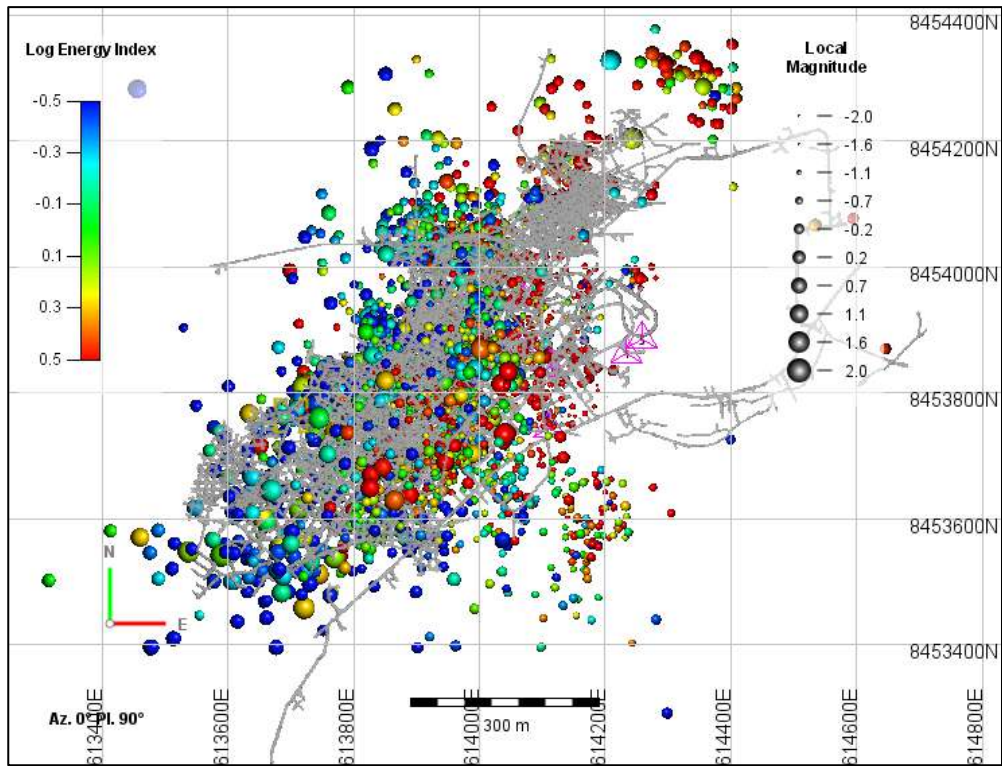 8454400N
Log Energy Index
-0.5
-0.3
-0.1
0.1
0.3
0.5
Local
Magnitude
-2.0
-1.6
-1.1
-0.7
-0.2
0.2
0.7
1.1
1.6
2.0
8454200N
8454000N
8453800N
8453600N
8453400N
N
E
Az. 0° Pl. 90°
300 m
613400E
613600E
613800E
614000E
614200E
614400E
614600E
614800E